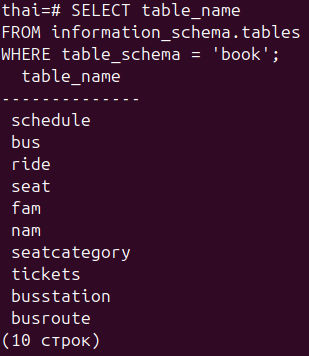 thai=# SELECT table_name
FROM information_schema.tables
WHERE table_schema = 'book';
table_name
--------------
schedule
bus
ride
seat
fam
nam
seatcategory
tickets
busstation
busroute
(10 строк)